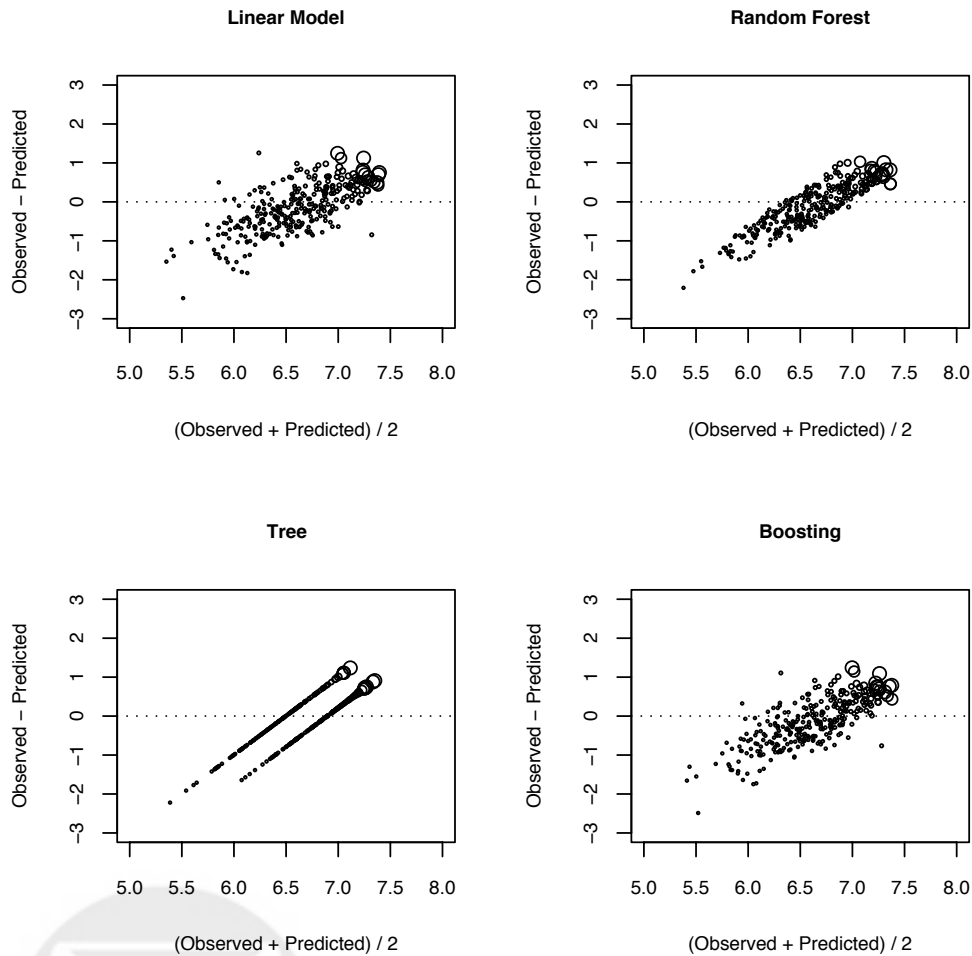 Linear Model
Observed − Predicted
3
2
1
0
−1
−2
−3
5.0 5.5 6.0 6.5 7.0 7.5 8.0
(Observed + Predicted) / 2
Random Forest
Observed − Predicted
3
2
1
0
−1
−2
−3
5.0 5.5 6.0 6.5 7.0 7.5 8.0
(Observed + Predicted) / 2
Tree
Observed − Predicted
3
2
1
0
−1
−2
−3
5.0 5.5 6.0 6.5 7.0 7.5 8.0
(Observed + Predicted) / 2
Boosting
Observed − Predicted
3
2
1
0
−1
−2
−3
5.0 5.5 6.0 6.5 7.0 7.5 8.0
(Observed + Predicted) / 2